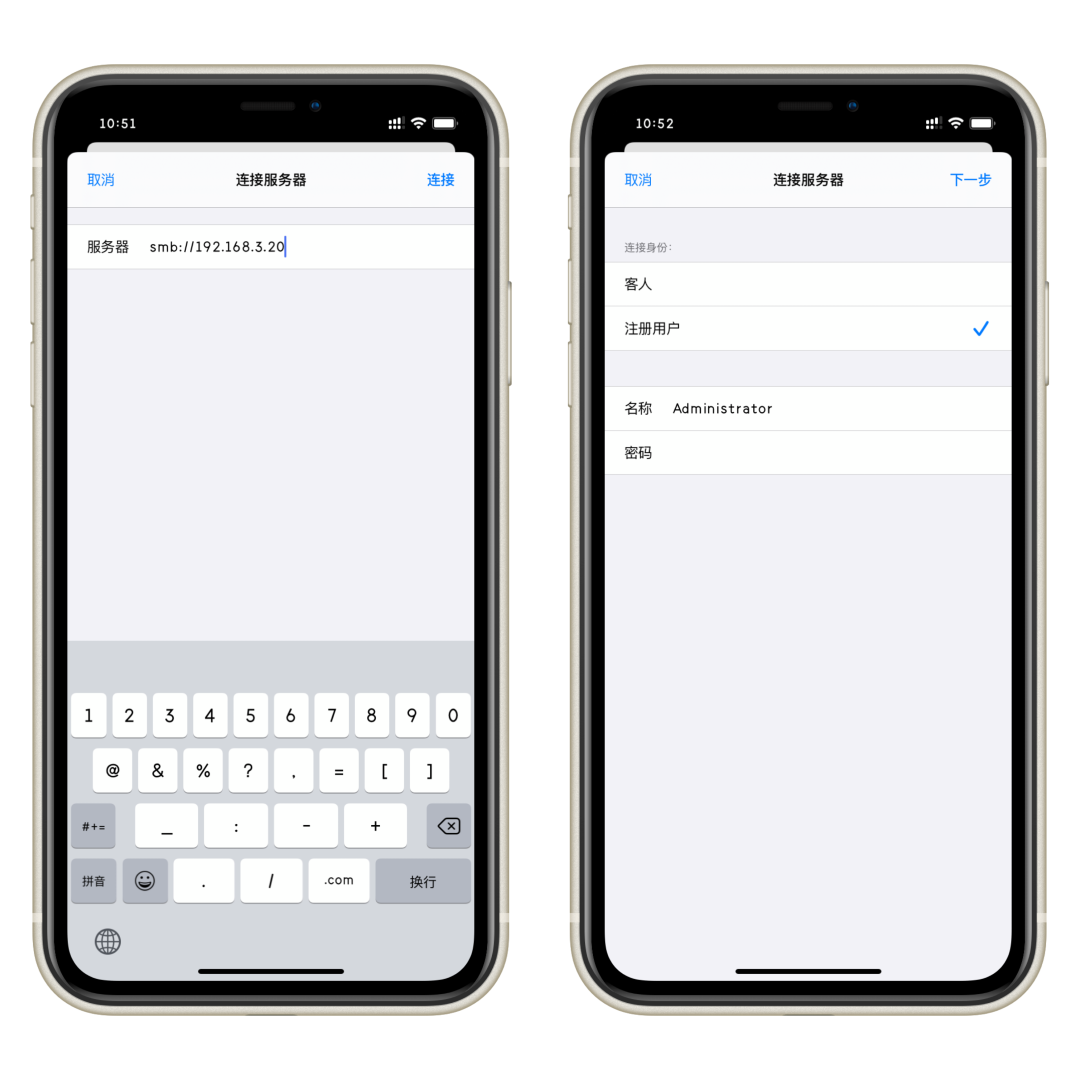 10:51
取消 连接服务器 连接
服务器 smb://192.168.3.20
1 2 3 4 5 6 7 8 9 0
@ & % ? , = [ ]
#+= _ : - +
拼音 . / .com 换行
10:52
取消 连接服务器 下一步
连接身份：
客人
注册用户
名称 Administrator
密码